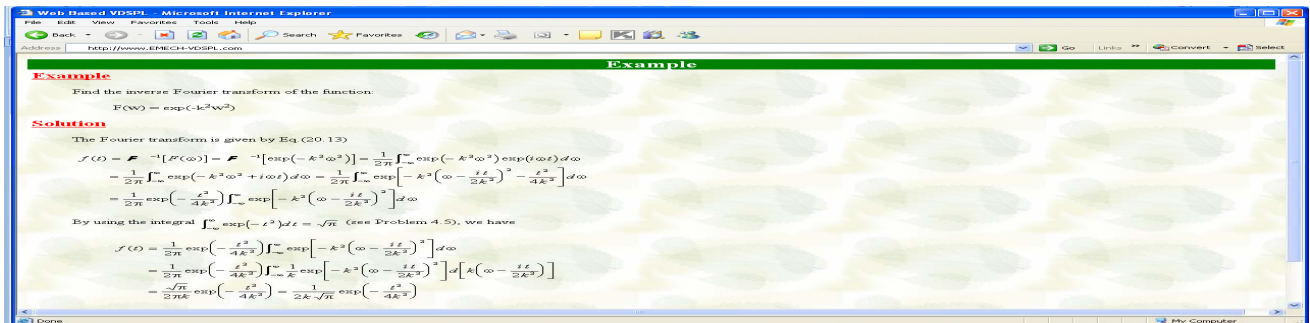 Web Based VDSPL - Microsoft Internet Explorer
File Edit View Favorites Tools Help
Back Search Favorites
Address http://www.EMECH-VDSPL.com Go Links » Convert Select
Example
Example
Find the inverse Fourier transform of the function:
F(w) = exp(-k²w²)
Solution
The Fourier transform is given by Eq.(20.13)
f(t) = F ⁻¹[F(ω)] = F ⁻¹[exp(− k²ω²)] = 1/2π ∫_{-∞}^{∞} exp(− k²ω²) exp(iωt) dω
= 1/2π ∫_{-∞}^{∞} exp(− k²ω² + iωt) dω = 1/2π ∫_{-∞}^{∞} exp[− k²(ω − it/2k²)² − t²/4k²] dω
= 1/2π exp(− t²/4k²) ∫_{-∞}^{∞} exp[− k²(ω − it/2k²)²] dω
By using the integral ∫_{-∞}^{∞} exp(− t²) dt = √π (see Problem 4.5), we have
f(t) = 1/2π exp(− t²/4k²) ∫_{-∞}^{∞} exp[− k²(ω − it/2k²)²] dω
= 1/2π exp(− t²/4k²) ∫_{-∞}^{∞} 1/k exp[− k²(ω − it/2k²)²] d[k(ω − it/2k²)]
= √π/2πk exp(− t²/4k²) = 1/2k√π exp(− t²/4k²)
Done My Computer